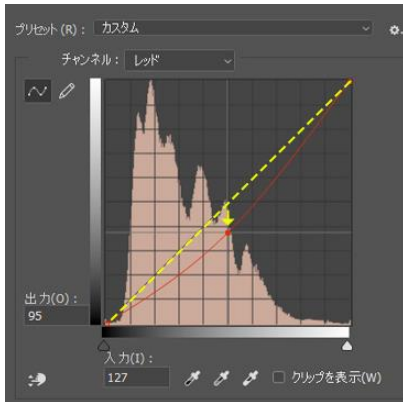 プリセット(R): カスタム
チャンネル: レッド
出力(O):
95
入力(I):
127
クリップを表示(W)